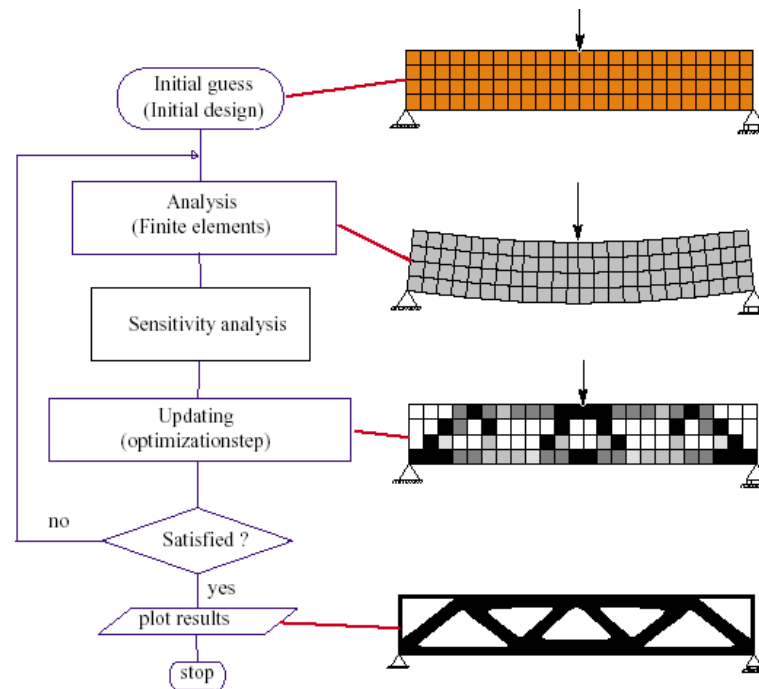 Initial guess
(Initial design)
Analysis
(Finite elements)
Sensitivity analysis
Updating
(optimizationstep)
no
Satisfied ?
yes
plot results
stop